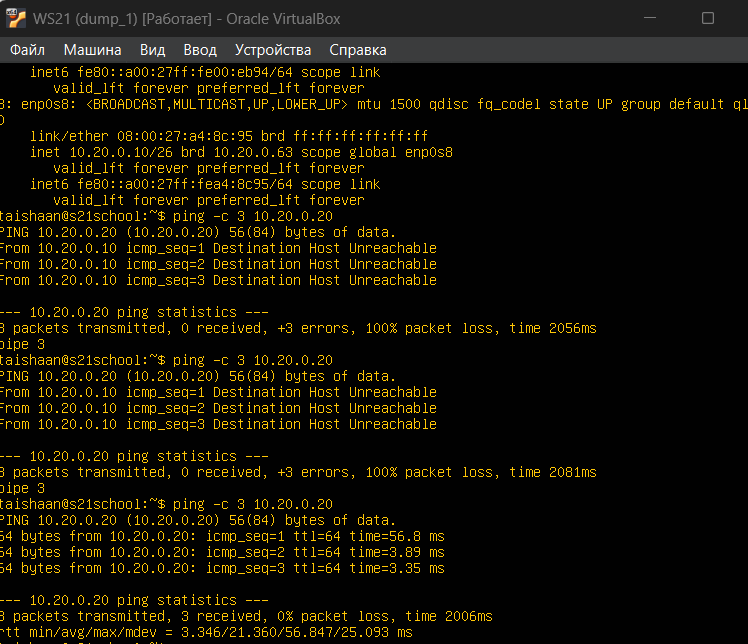 WS21 (dump_1) [Работает] - Oracle VirtualBox
Файл Машина Вид Ввод Устройства Справка
inet6 fe80::a00:27ff:fe00:eb94/64 scope link
valid_lft forever preferred_lft forever
3: enp0s8: <BROADCAST,MULTICAST,UP,LOWER_UP> mtu 1500 qdisc fq_codel state UP group default ql
0
link/ether 08:00:27:a4:8c:95 brd ff:ff:ff:ff:ff:ff
inet 10.20.0.10/26 brd 10.20.0.63 scope global enp0s8
valid_lft forever preferred_lft forever
inet6 fe80::a00:27ff:fea4:8c95/64 scope link
valid_lft forever preferred_lft forever
taishaan@s21school:~$ ping -c 3 10.20.0.20
PING 10.20.0.20 (10.20.0.20) 56(84) bytes of data.
From 10.20.0.10 icmp_seq=1 Destination Host Unreachable
From 10.20.0.10 icmp_seq=2 Destination Host Unreachable
From 10.20.0.10 icmp_seq=3 Destination Host Unreachable
--- 10.20.0.20 ping statistics ---
3 packets transmitted, 0 received, +3 errors, 100% packet loss, time 2056ms
pipe 3
taishaan@s21school:~$ ping -c 3 10.20.0.20
PING 10.20.0.20 (10.20.0.20) 56(84) bytes of data.
From 10.20.0.10 icmp_seq=1 Destination Host Unreachable
From 10.20.0.10 icmp_seq=2 Destination Host Unreachable
From 10.20.0.10 icmp_seq=3 Destination Host Unreachable
--- 10.20.0.20 ping statistics ---
3 packets transmitted, 0 received, +3 errors, 100% packet loss, time 2081ms
pipe 3
taishaan@s21school:~$ ping -c 3 10.20.0.20
PING 10.20.0.20 (10.20.0.20) 56(84) bytes of data.
64 bytes from 10.20.0.20: icmp_seq=1 ttl=64 time=56.8 ms
64 bytes from 10.20.0.20: icmp_seq=2 ttl=64 time=3.89 ms
64 bytes from 10.20.0.20: icmp_seq=3 ttl=64 time=3.35 ms
--- 10.20.0.20 ping statistics ---
3 packets transmitted, 3 received, 0% packet loss, time 2006ms
rtt min/avg/max/mdev = 3.346/21.360/56.847/25.093 ms